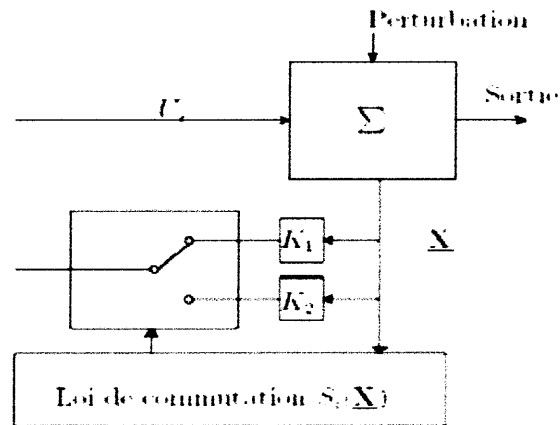 Perturbation
U
Σ
Sortie
K₁
X
K₂
Loi de commutation S(X)